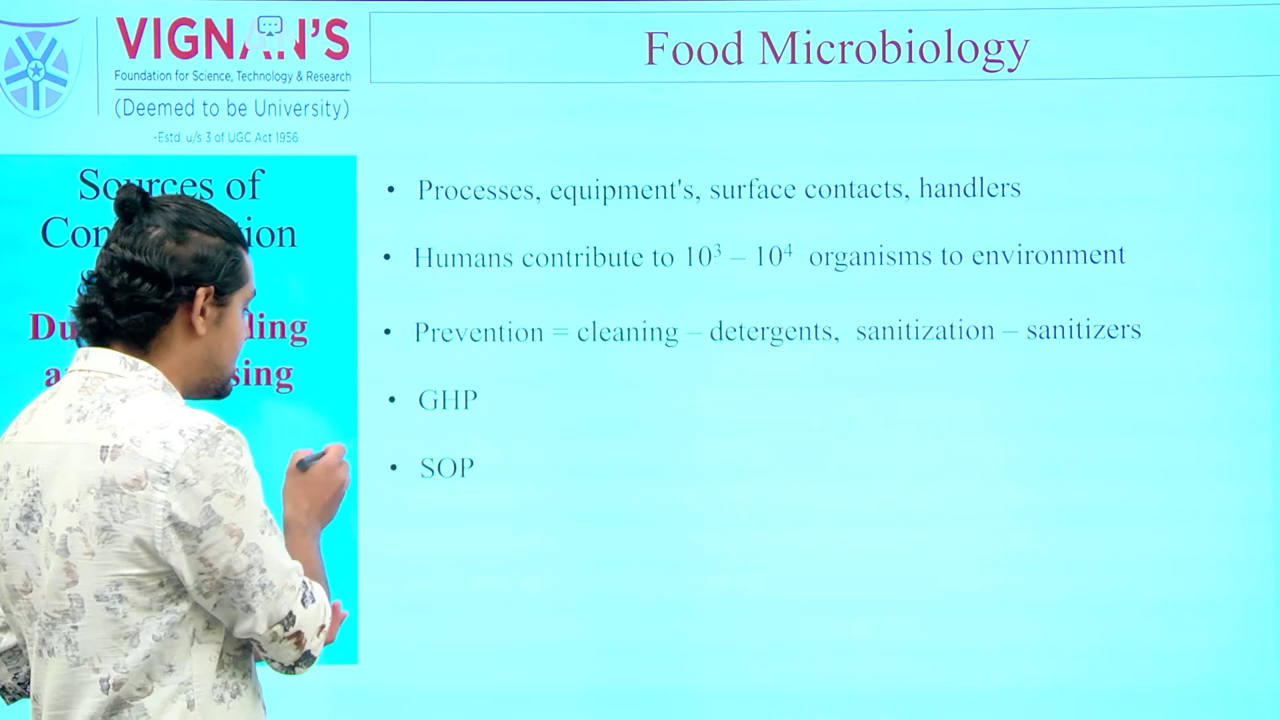 VIGNAN'S
Foundation for Science, Technology & Research
(Deemed to be University)
-Estd. u/s 3 of UGC Act 1956
Food Microbiology
Sources of
• Processes, equipment's, surface contacts, handlers
• Humans contribute to 10³ – 10⁴ organisms to environment
• Prevention = cleaning – detergents, sanitization – sanitizers
• GHP
• SOP